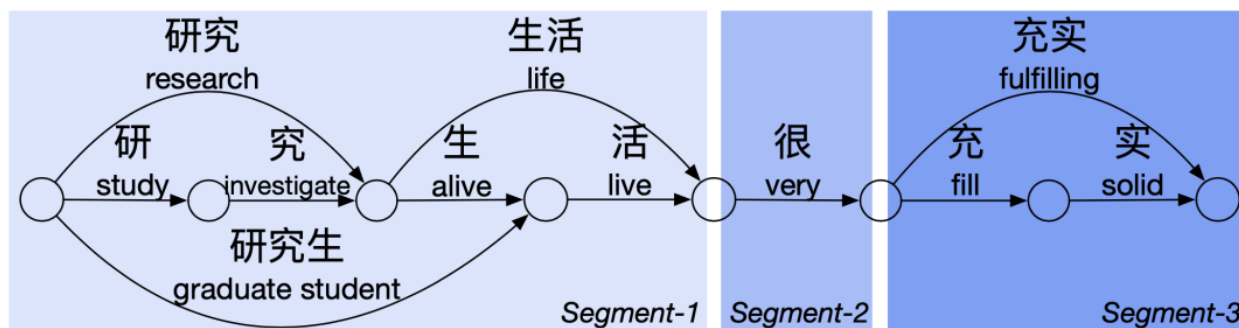 研究 生活 充实
research life fulfilling
研 究 生 活 很 充 实
study investigate alive live very fill solid
研究生
graduate student
Segment-1 Segment-2 Segment-3